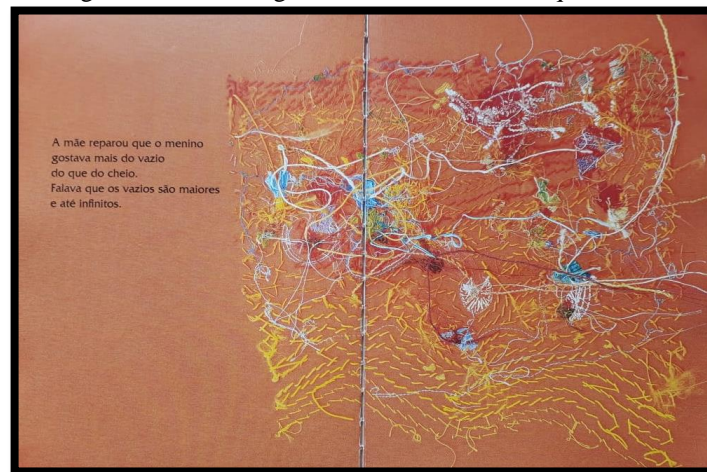 A mãe reparou que o menino
gostava mais do vazio
do que do cheio.
Falava que os vazios são maiores
e até infinitos.